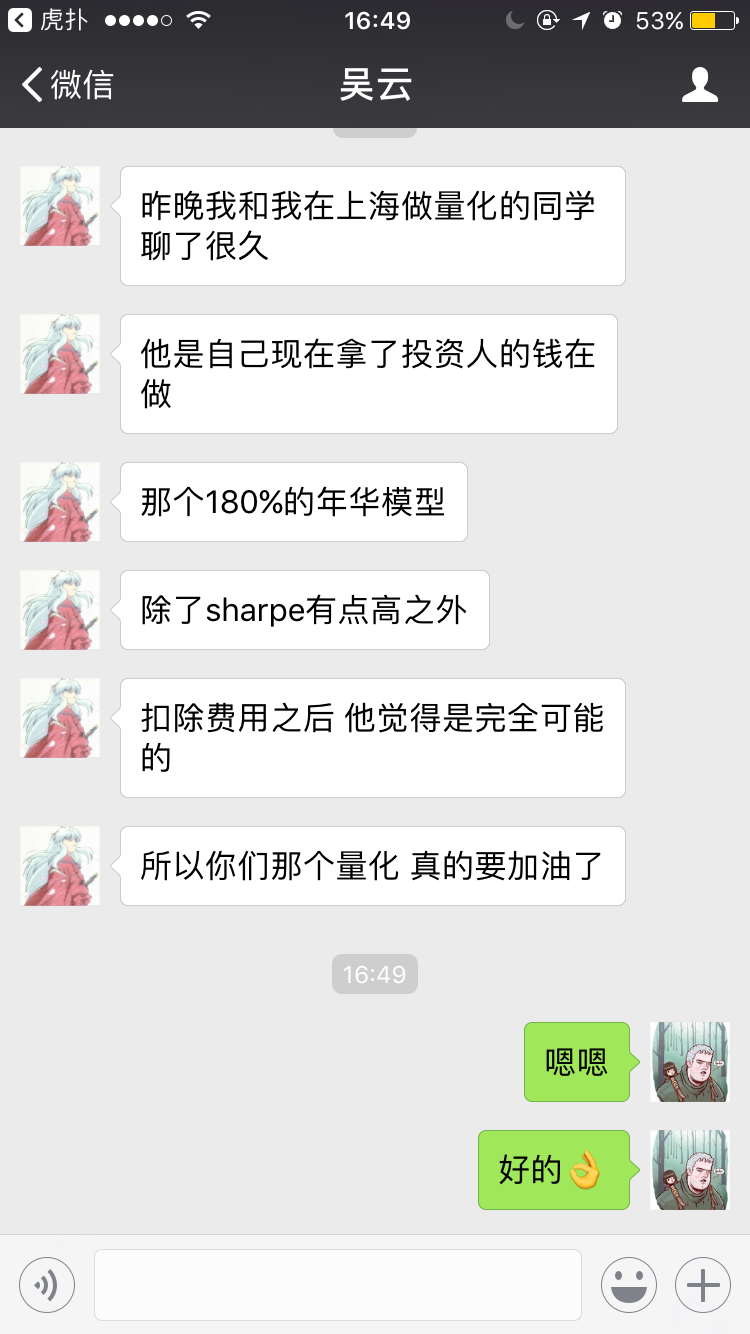 虎扑 16:49 53%
微信 吴云
昨晚我和我在上海做量化的同学
聊了很久
他是自己现在拿了投资人的钱在
做
那个180%的年华模型
除了sharpe有点高之外
扣除费用之后 他觉得是完全可能
的
所以你们那个量化 真的要加油了
16:49
嗯嗯
好的👌